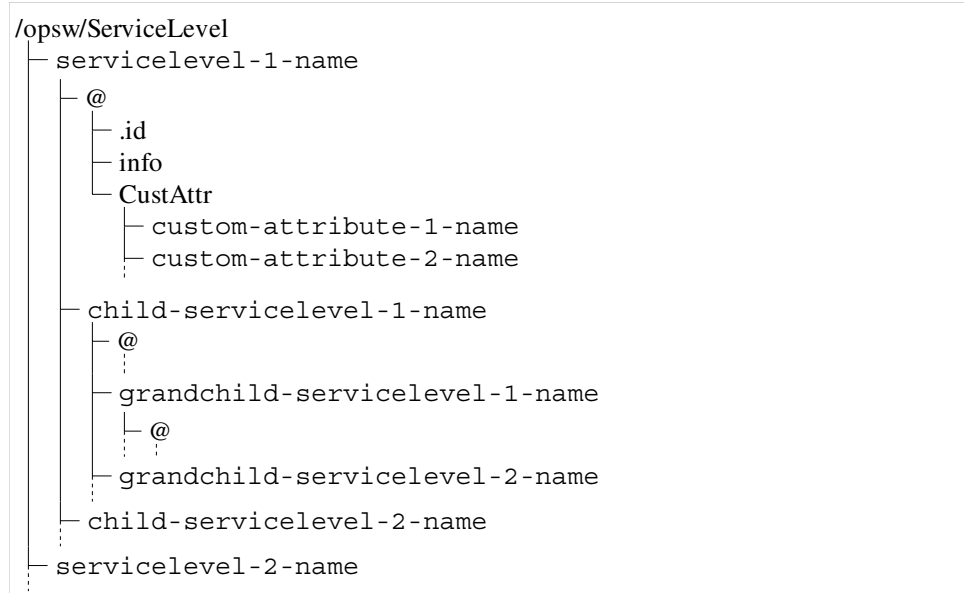 /opsw/ServiceLevel
servicelevel-1-name
@
.id
info
CustAttr
custom-attribute-1-name
custom-attribute-2-name
child-servicelevel-1-name
@
grandchild-servicelevel-1-name
@
grandchild-servicelevel-2-name
child-servicelevel-2-name
servicelevel-2-name